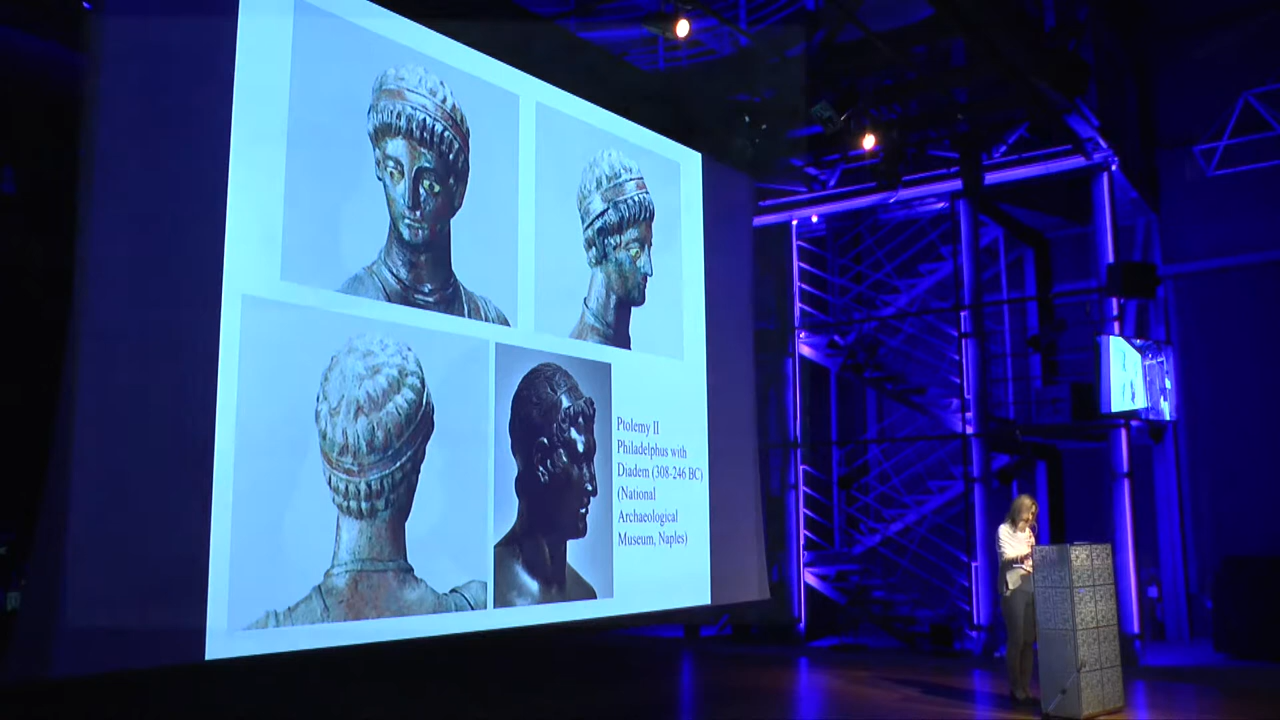 Ptolemy II
Philadelphus with
Diadem (308-246 BC)
(National
Archaeological
Museum, Naples)